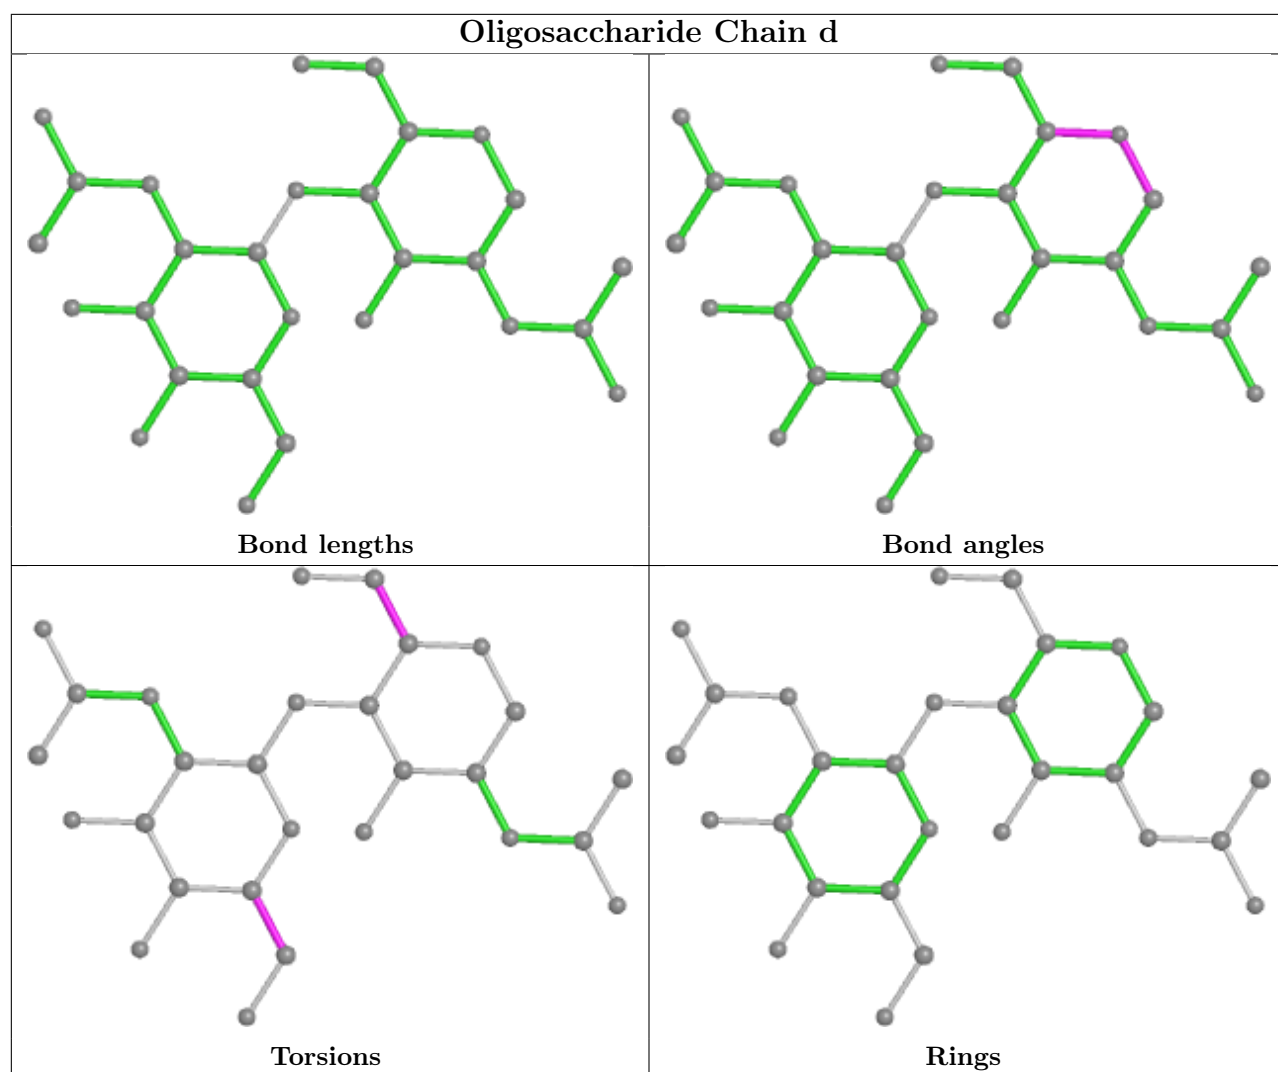 Oligosaccharide Chain d
Bond lengths
Bond angles
Torsions
Rings